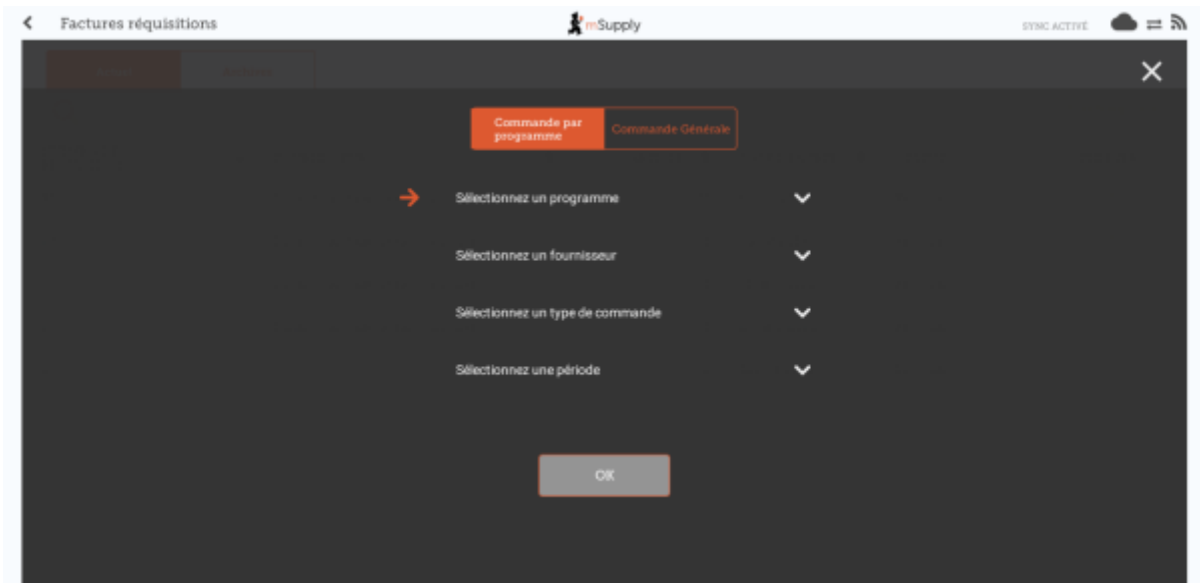 Factures réquisitions
mSupply
SYNC ACTIVÉ
Commande par
programme
Commande Générale
Sélectionnez un programme
Sélectionnez un fournisseur
Sélectionnez un type de commande
Sélectionnez une période
OK